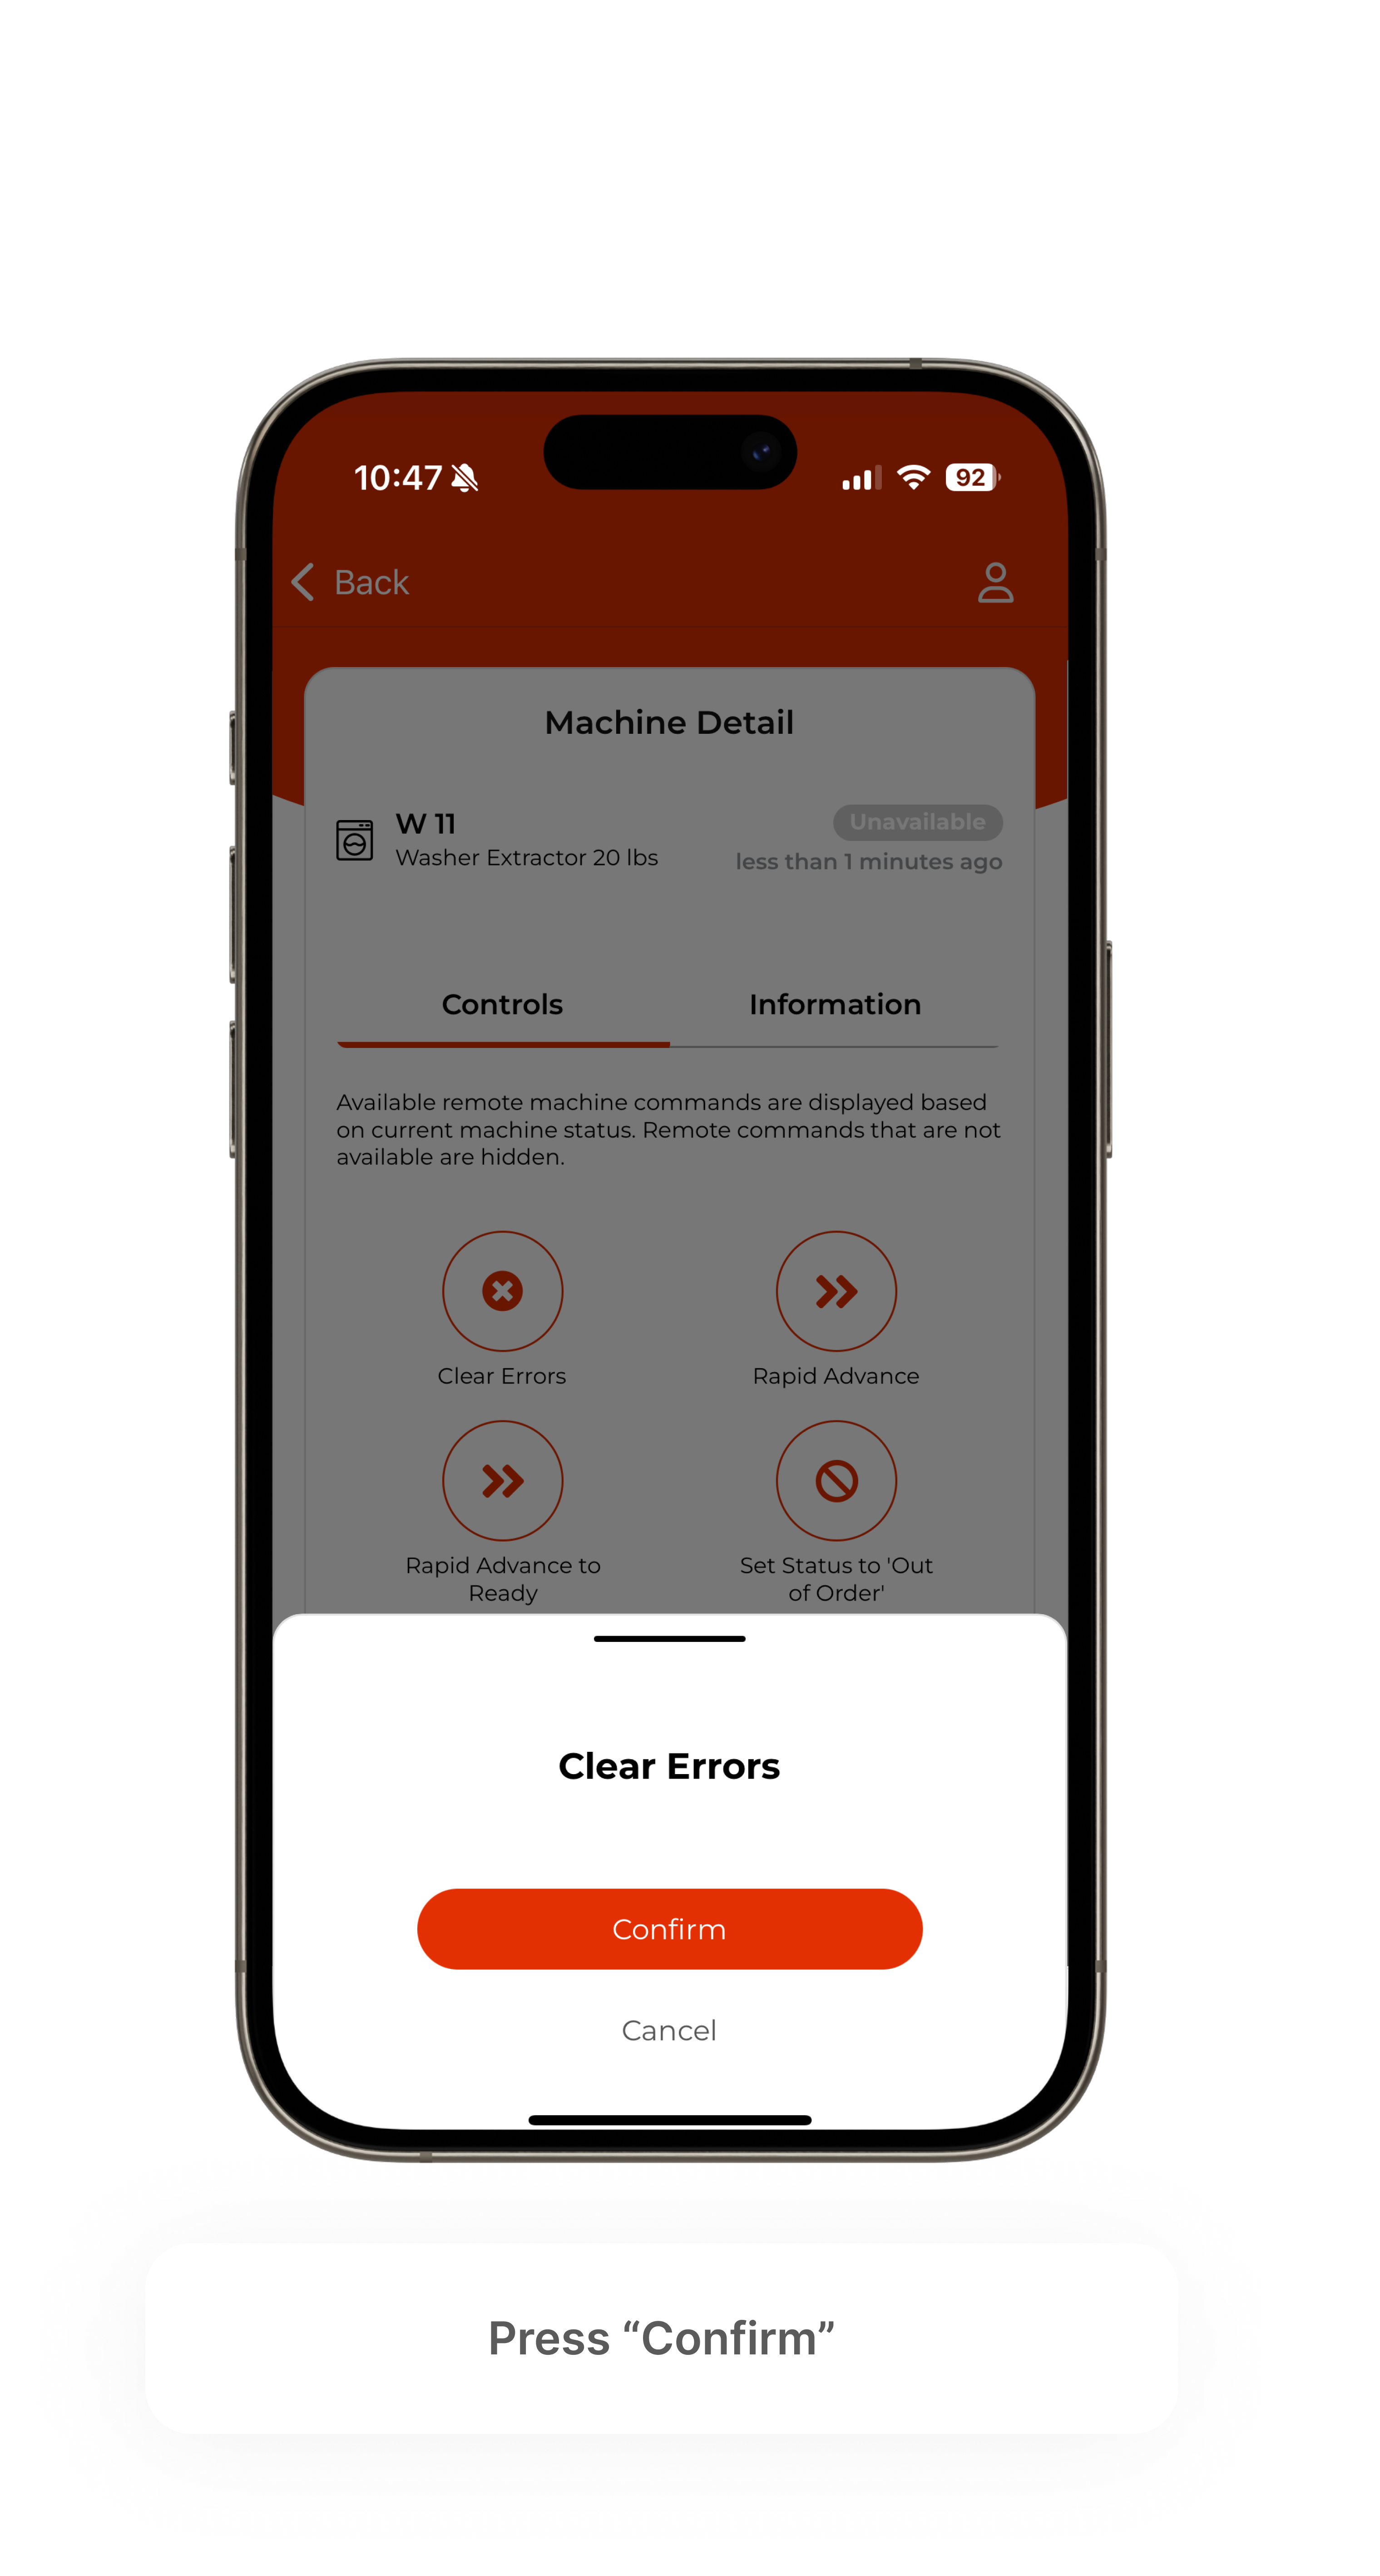 10:47
92
Back
Machine Detail
W 11
Unavailable
Washer Extractor 20 lbs
less than 1 minutes ago
Controls
Information
Available remote machine commands are displayed based
on current machine status. Remote commands that are not
available are hidden.
Clear Errors
Rapid Advance
Rapid Advance to
Ready
Set Status to 'Out
of Order'
Clear Errors
Confirm
Cancel
Press “Confirm”